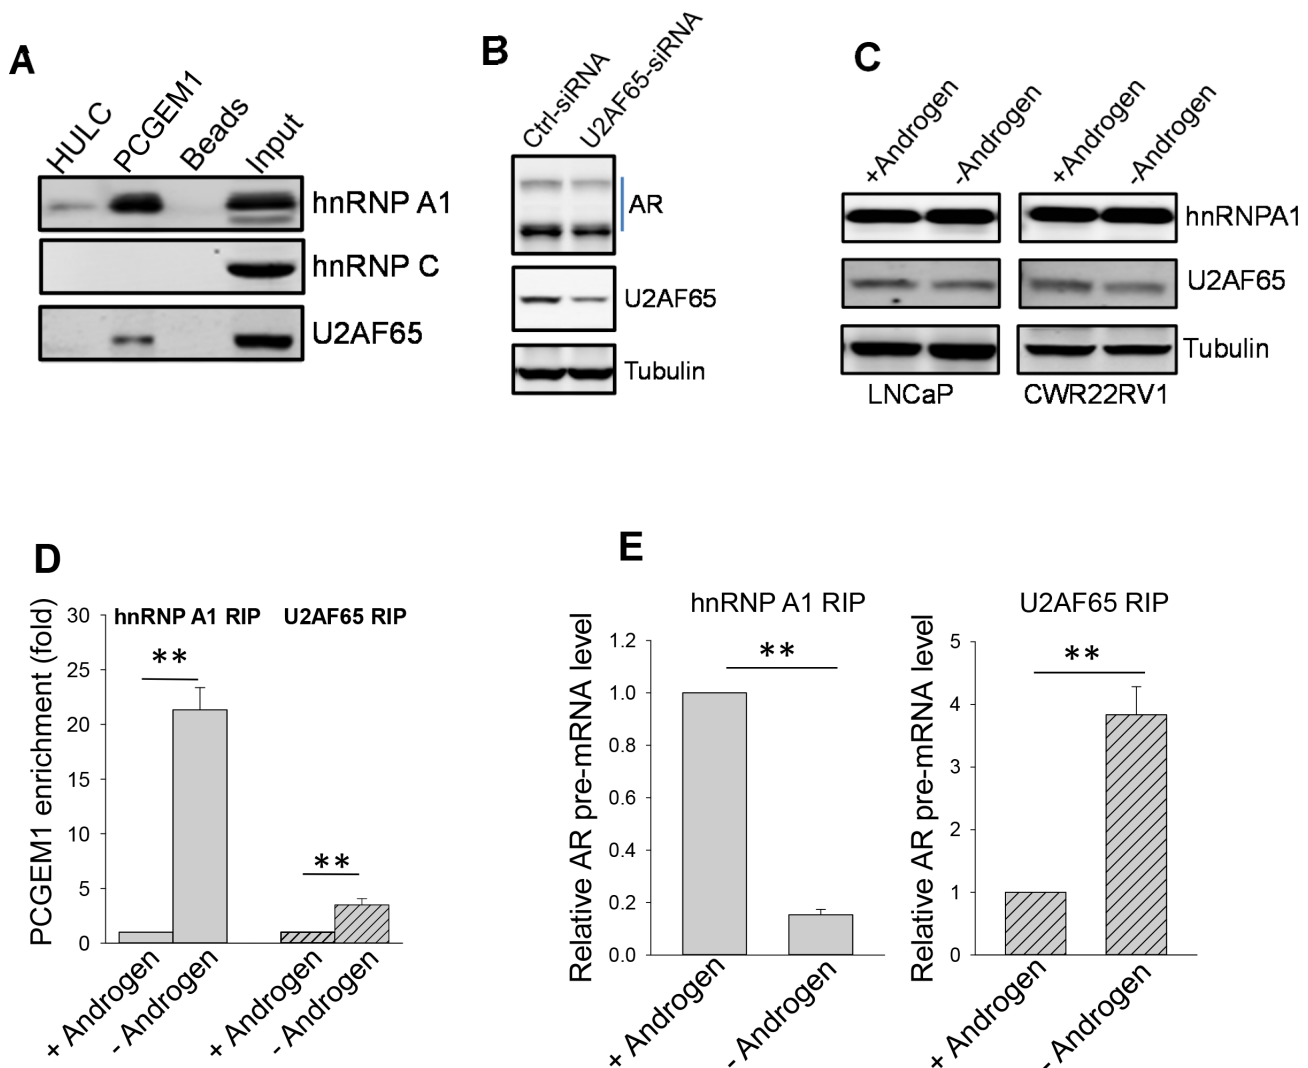 A
HULC
PCGEM1
Beads
Input
hnRNP A1
hnRNP C
U2AF65
B
Ctrl-siRNA
U2AF65-siRNA
AR
U2AF65
Tubulin
C
+Androgen
-Androgen
+Androgen
-Androgen
hnRNPA1
U2AF65
Tubulin
LNCaP
CWR22RV1
D
PCGEM1 enrichment (fold)
30
25
20
15
10
5
0
hnRNP A1 RIP
U2AF65 RIP
**
**
+ Androgen
- Androgen
+ Androgen
- Androgen
E
hnRNP A1 RIP
Relative AR pre-mRNA level
1.2
1.0
0.8
0.6
0.4
0.2
0.0
**
+ Androgen
- Androgen
U2AF65 RIP
Relative AR pre-mRNA level
5
4
3
2
1
0
**
+ Androgen
- Androgen